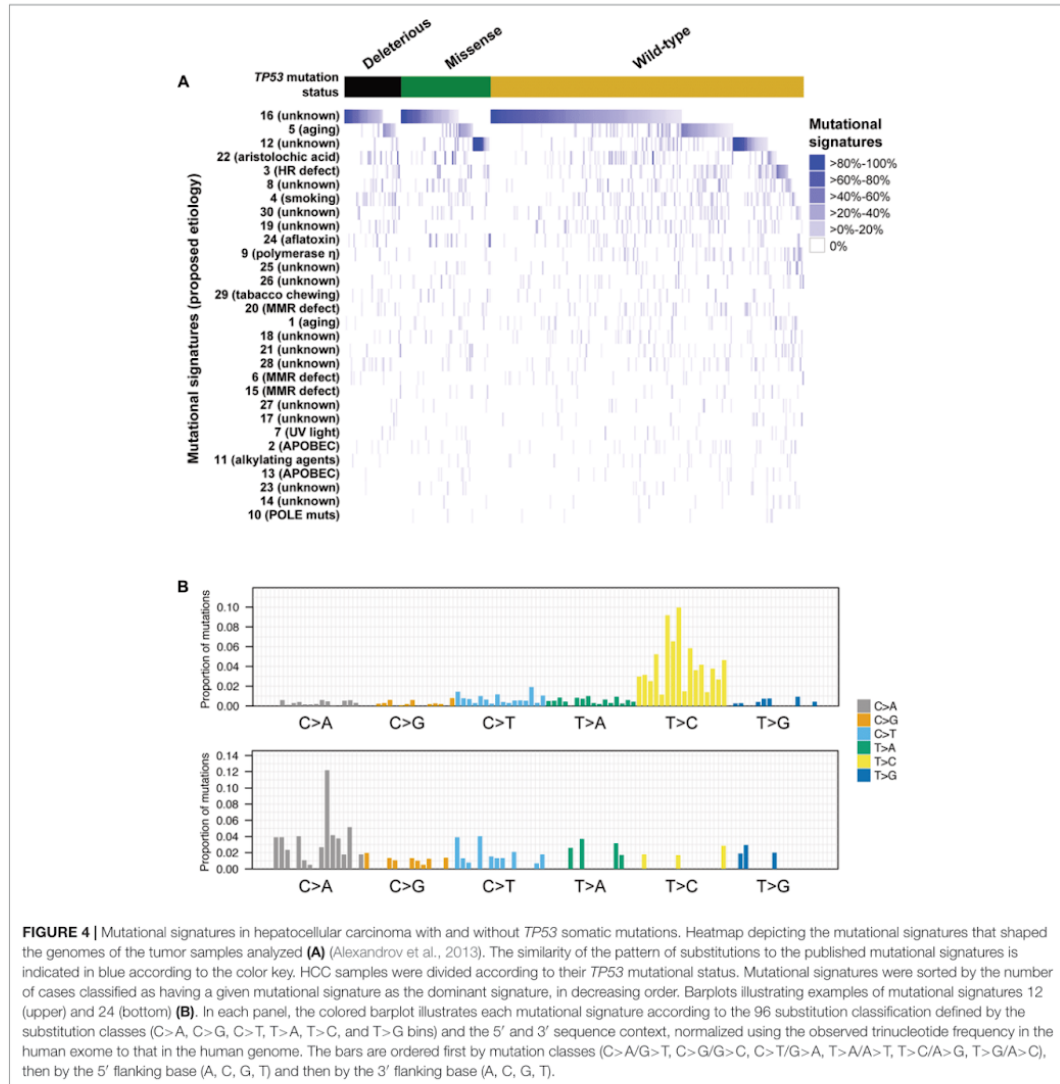 Deleterious
Missense
Wild-type
A
TP53 mutation
status
Mutational signatures (proposed etiology)
16 (unknown)
5 (aging)
12 (unknown)
22 (aristolochic acid)
3 (HR defect)
8 (unknown)
4 (smoking)
30 (unknown)
19 (unknown)
24 (aflatoxin)
9 (polymerase η)
25 (unknown)
26 (unknown)
29 (tabacco chewing)
20 (MMR defect)
1 (aging)
18 (unknown)
21 (unknown)
28 (unknown)
6 (MMR defect)
15 (MMR defect)
27 (unknown)
17 (unknown)
7 (UV light)
2 (APOBEC)
11 (alkylating agents)
13 (APOBEC)
23 (unknown)
14 (unknown)
10 (POLE muts)
Mutational
signatures
>80%-100%
>60%-80%
>40%-60%
>20%-40%
>0%-20%
0%
B
Proportion of mutations
0.10
0.08
0.06
0.04
0.02
0.00
C>A C>G C>T T>A T>C T>G
Proportion of mutations
0.14
0.12
0.10
0.08
0.06
0.04
0.02
0.00
C>A C>G C>T T>A T>C T>G
C>A
C>G
C>T
T>A
T>C
T>G
FIGURE 4 | Mutational signatures in hepatocellular carcinoma with and without TP53 somatic mutations. Heatmap depicting the mutational signatures that shaped
the genomes of the tumor samples analyzed (A) (Alexandrov et al., 2013). The similarity of the pattern of substitutions to the published mutational signatures is
indicated in blue according to the color key. HCC samples were divided according to their TP53 mutational status. Mutational signatures were sorted by the number
of cases classified as having a given mutational signature as the dominant signature, in decreasing order. Barplots illustrating examples of mutational signatures 12
(upper) and 24 (bottom) (B). In each panel, the colored barplot illustrates each mutational signature according to the 96 substitution classification defined by the
substitution classes (C>A, C>G, C>T, T>A, T>C, and T>G bins) and the 5′ and 3′ sequence context, normalized using the observed trinucleotide frequency in the
human exome to that in the human genome. The bars are ordered first by mutation classes (C>A/G>T, C>G/G>C, C>T/G>A, T>A/A>T, T>C/A>G, T>G/A>C),
then by the 5′ flanking base (A, C, G, T) and then by the 3′ flanking base (A, C, G, T).